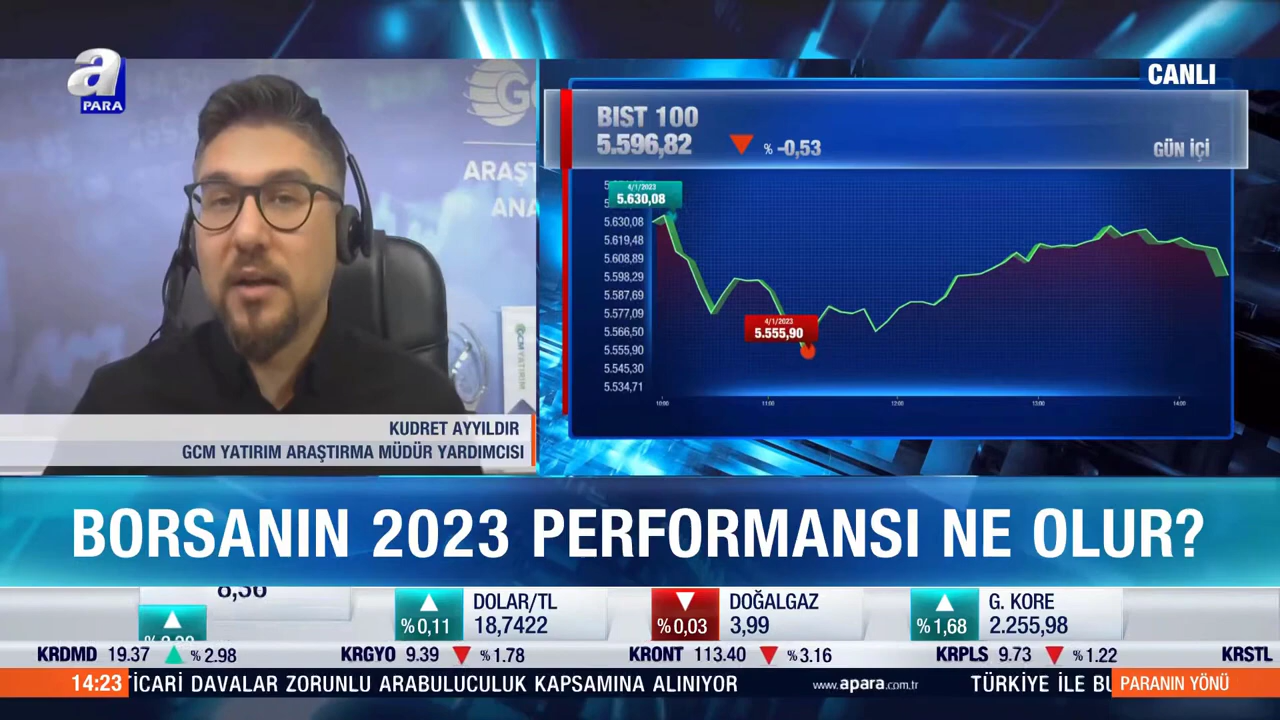 a
PARA
CANLI
ARAŞT
ANA
GCM YATIRIM
BIST 100
5.596,82
% -0,53
GÜN İÇİ
4/1/2023
5.630,08
5.630,08
5.619,48
5.608,89
5.598,29
5.587,69
5.577,09
5.566,50
5.555,90
5.545,30
5.534,71
4/1/2023
5.555,90
10:00 11:00 12:00 13:00 14:00
KUDRET AYYILDIR
GCM YATIRIM ARAŞTIRMA MÜDÜR YARDIMCISI
BORSANIN 2023 PERFORMANSI NE OLUR?
% 0,11 DOLAR/TL 18,7422
% 0,03 DOĞALGAZ 3,99
% 1,68 G. KORE 2.255,98
KRDMD 19.37 % 2.98 KRGYO 9.39 % 1.78 KRONT 113.40 % 3.16 KRPLS 9.73 % 1.22 KRSTL
14:23 TİCARİ DAVALAR ZORUNLU ARABULUCULUK KAPSAMINA ALINIYOR www.apara.com.tr TÜRKİYE İLE BU PARANIN YÖNÜ